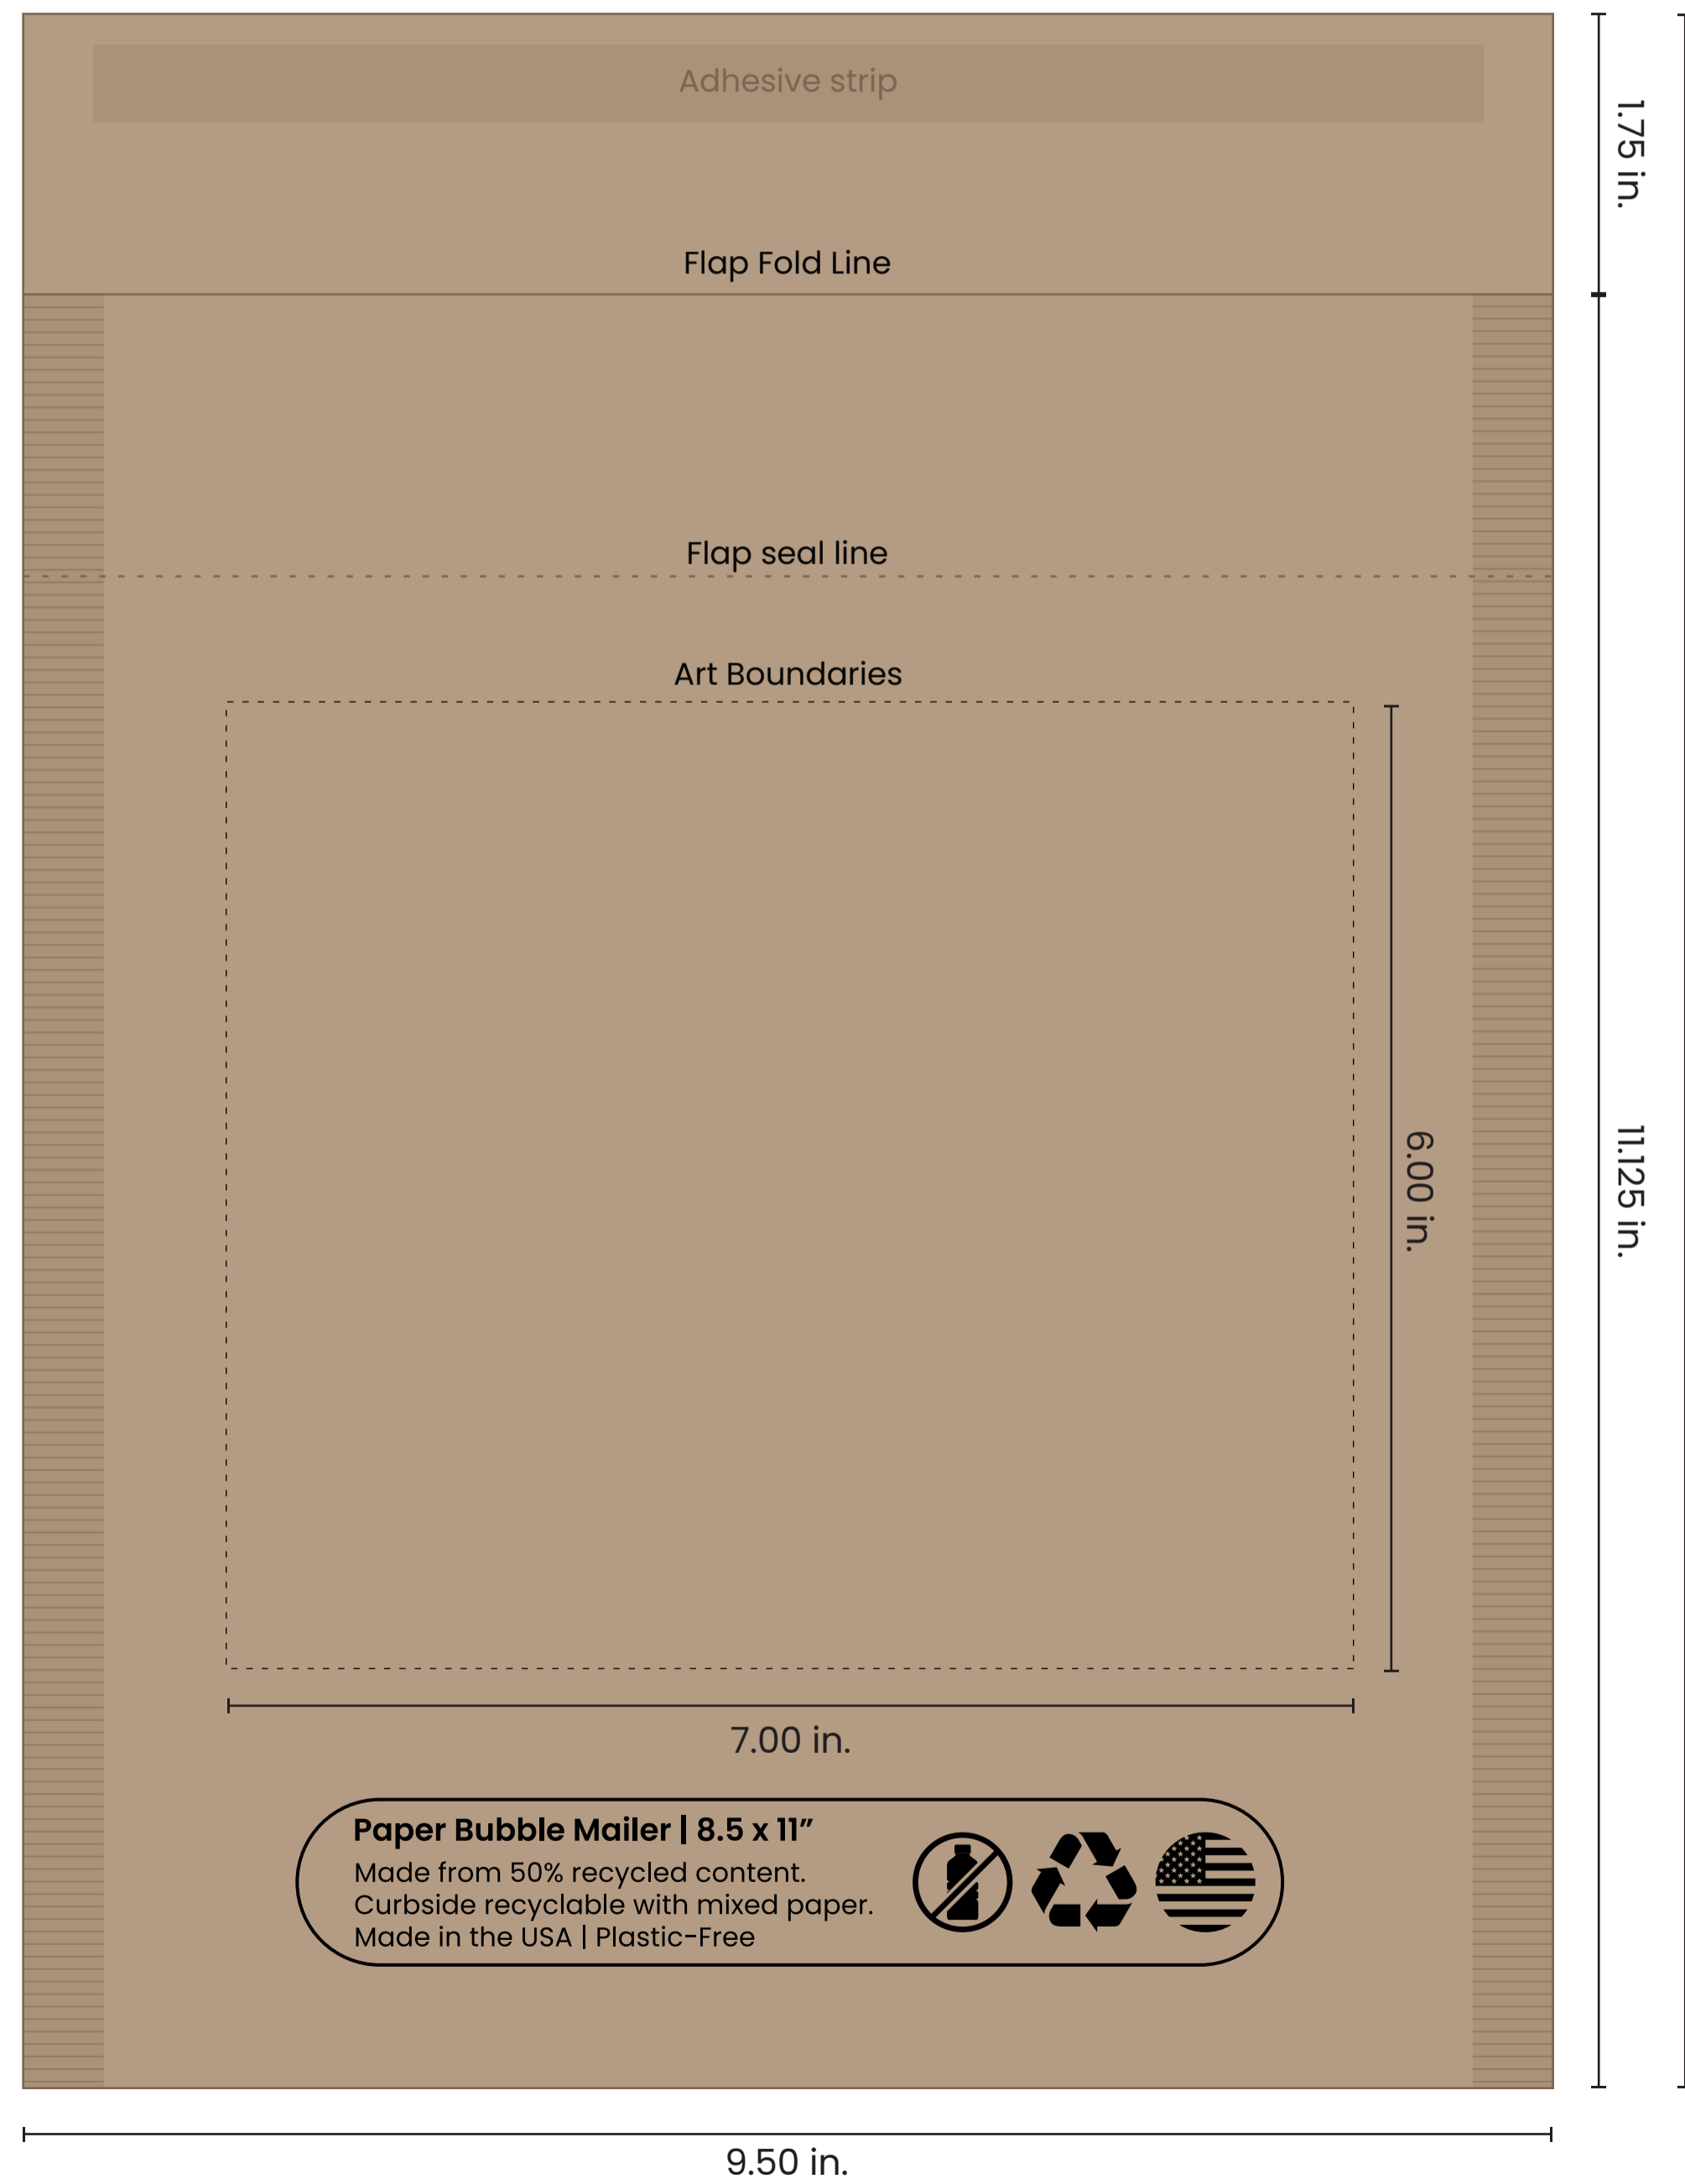 Adhesive strip
1.75 in.
Flap Fold Line
Flap seal line
Art Boundaries
6.00 in.
11.125 in.
7.00 in.
Paper Bubble Mailer | 8.5 x 11”
Made from 50% recycled content.
Curbside recyclable with mixed paper.
Made in the USA | Plastic-Free
9.50 in.